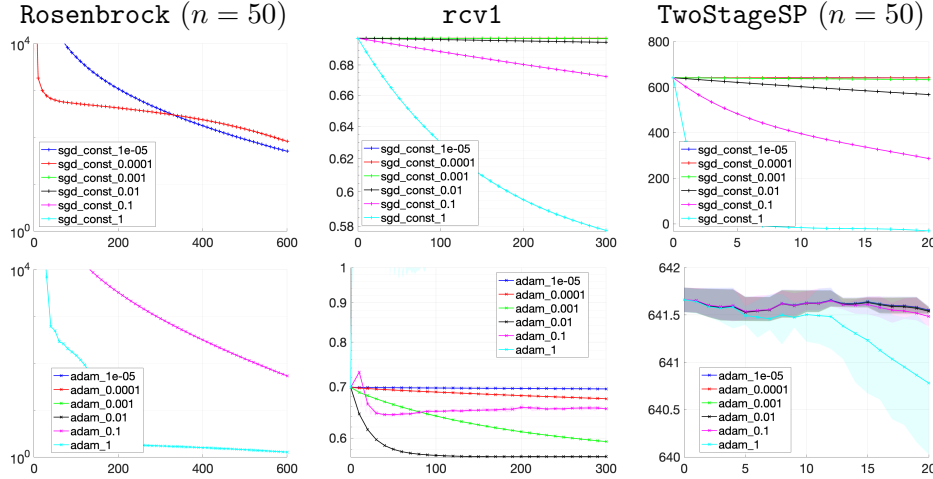 Rosenbrock (n = 50)
rcv1
TwoStageSP (n = 50)
10^4
10^0
0 200 400 600
sgd_const_1e-05
sgd_const_0.0001
sgd_const_0.001
sgd_const_0.01
sgd_const_0.1
sgd_const_1
0.68
0.66
0.64
0.62
0.6
0.58
0 100 200 300
sgd_const_1e-05
sgd_const_0.0001
sgd_const_0.001
sgd_const_0.01
sgd_const_0.1
sgd_const_1
800
600
400
200
0
0 5 10 15 20
sgd_const_1e-05
sgd_const_0.0001
sgd_const_0.001
sgd_const_0.01
sgd_const_0.1
sgd_const_1
10^4
10^0
0 200 400 600
adam_1e-05
adam_0.0001
adam_0.001
adam_0.01
adam_0.1
adam_1
1
0.9
0.8
0.7
0.6
0 100 200 300
adam_1e-05
adam_0.0001
adam_0.001
adam_0.01
adam_0.1
adam_1
642
641.5
641
640.5
640
0 5 10 15 20
adam_1e-05
adam_0.0001
adam_0.001
adam_0.01
adam_0.1
adam_1